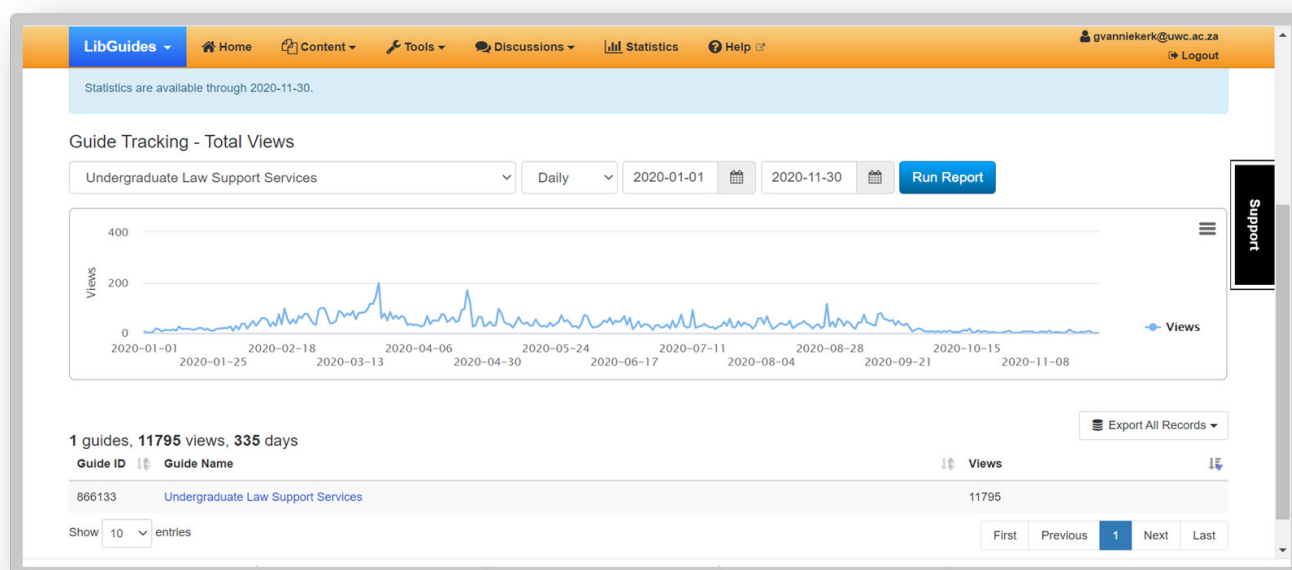 LibGuides Home Content Tools Discussions Statistics Help gvanniekerk@uwc.ac.za
Logout
Statistics are available through 2020-11-30.
Guide Tracking - Total Views
Undergraduate Law Support Services Daily 2020-01-01 2020-11-30 Run Report
Support
400
200
0
Views
Views
2020-01-01 2020-02-18 2020-04-06 2020-05-24 2020-07-11 2020-08-28 2020-10-15
2020-01-25 2020-03-13 2020-04-30 2020-06-17 2020-08-04 2020-09-21 2020-11-08
Export All Records
1 guides, 11795 views, 335 days
Guide ID Guide Name Views
866133 Undergraduate Law Support Services 11795
Show 10 entries First Previous 1 Next Last